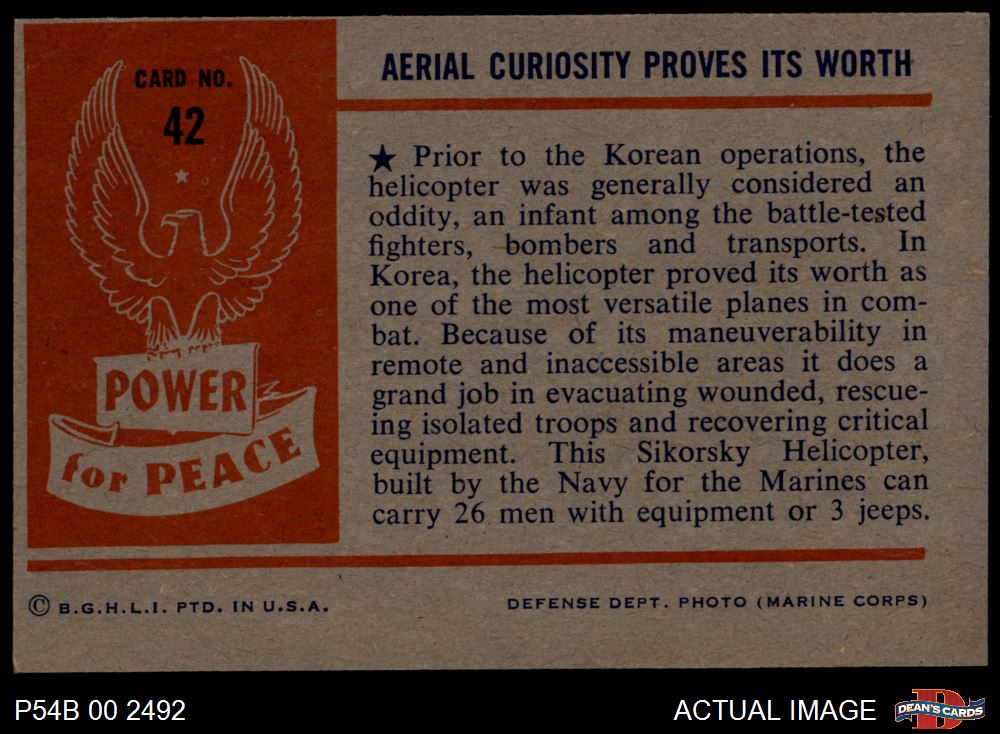 CARD NO.
42
POWER
for PEACE
AERIAL CURIOSITY PROVES ITS WORTH
★ Prior to the Korean operations, the
helicopter was generally considered an
oddity, an infant among the battle-tested
fighters, bombers and transports. In
Korea, the helicopter proved its worth as
one of the most versatile planes in com-
bat. Because of its maneuverability in
remote and inaccessible areas it does a
grand job in evacuating wounded, rescue-
ing isolated troops and recovering critical
equipment. This Sikorsky Helicopter,
built by the Navy for the Marines can
carry 26 men with equipment or 3 jeeps.
© B.G.H.L.I. PTD. IN U.S.A.
DEFENSE DEPT. PHOTO (MARINE CORPS)
P54B 00 2492
ACTUAL IMAGE
DEAN'S CARDS